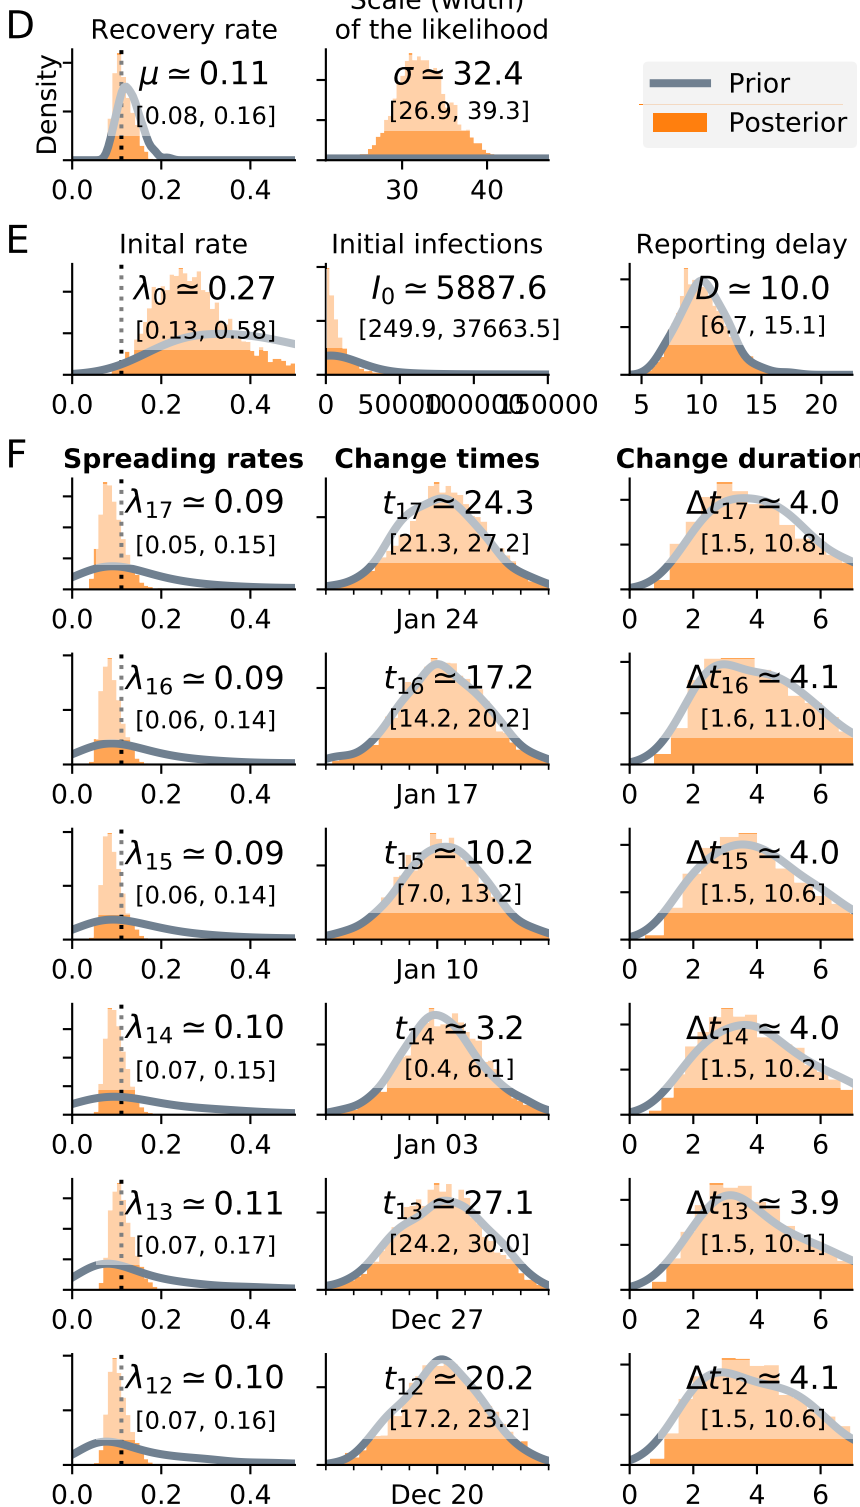 D
Scale (width)
Recovery rate
of the likelihood
Density
μ ≃ 0.11
[0.08, 0.16]
σ ≃ 32.4
[26.9, 39.3]
Prior
Posterior
0.0 0.2 0.4
30 40
E
Inital rate
Initial infections
Reporting delay
λ0 ≃ 0.27
[0.13, 0.58]
I0 ≃ 5887.6
[249.9, 37663.5]
D ≃ 10.0
[6.7, 15.1]
0.0 0.2 0.4
0 50000 100000 150000
5 10 15 20
F
Spreading rates
Change times
Change duration
λ17 ≃ 0.09
[0.05, 0.15]
t17 ≃ 24.3
[21.3, 27.2]
Δt17 ≃ 4.0
[1.5, 10.8]
0.0 0.2 0.4
Jan 24
0 2 4 6
λ16 ≃ 0.09
[0.06, 0.14]
t16 ≃ 17.2
[14.2, 20.2]
Δt16 ≃ 4.1
[1.6, 11.0]
0.0 0.2 0.4
Jan 17
0 2 4 6
λ15 ≃ 0.09
[0.06, 0.14]
t15 ≃ 10.2
[7.0, 13.2]
Δt15 ≃ 4.0
[1.5, 10.6]
0.0 0.2 0.4
Jan 10
0 2 4 6
λ14 ≃ 0.10
[0.07, 0.15]
t14 ≃ 3.2
[0.4, 6.1]
Δt14 ≃ 4.0
[1.5, 10.2]
0.0 0.2 0.4
Jan 03
0 2 4 6
λ13 ≃ 0.11
[0.07, 0.17]
t13 ≃ 27.1
[24.2, 30.0]
Δt13 ≃ 3.9
[1.5, 10.1]
0.0 0.2 0.4
Dec 27
0 2 4 6
λ12 ≃ 0.10
[0.07, 0.16]
t12 ≃ 20.2
[17.2, 23.2]
Δt12 ≃ 4.1
[1.5, 10.6]
0.0 0.2 0.4
Dec 20
0 2 4 6